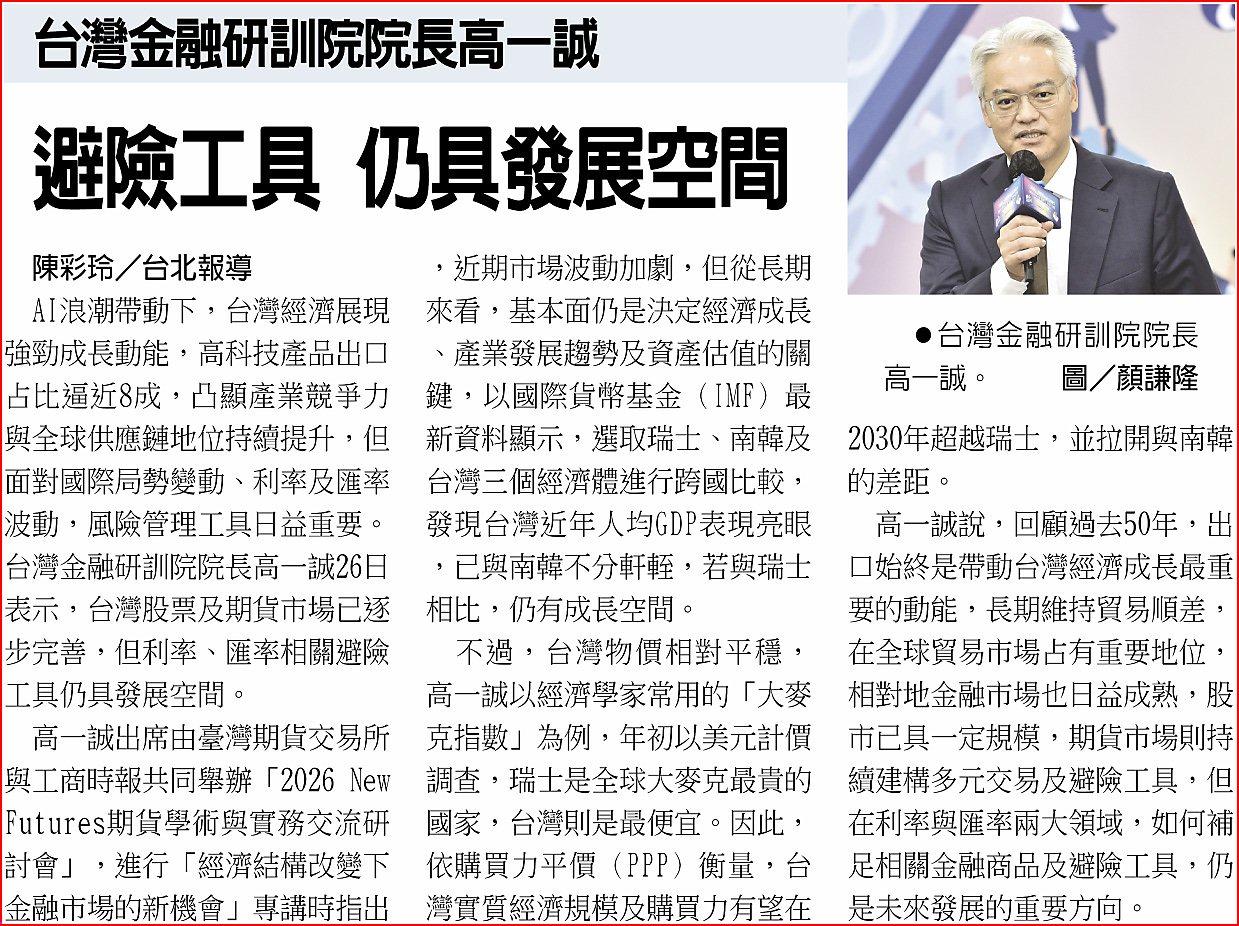 台灣金融研訓院院長高一誠
避險工具 仍具發展空間
陳彩玲／台北報導
AI浪潮帶動下，台灣經濟展現
強勁成長動能，高科技產品出口
占比逼近8成，凸顯產業競爭力
與全球供應鏈地位持續提升，但
面對國際局勢變動、利率及匯率
波動，風險管理工具日益重要。
台灣金融研訓院院長高一誠26日
表示，台灣股票及期貨市場已逐
步完善，但利率、匯率相關避險
工具仍具發展空間。
高一誠出席由臺灣期貨交易所
與工商時報共同舉辦「2026 New
Futures期貨學術與實務交流研
討會」，進行「經濟結構改變下
金融市場的新機會」專講時指出
，近期市場波動加劇，但從長期
來看，基本面仍是決定經濟成長
、產業發展趨勢及資產估值的關
鍵，以國際貨幣基金（IMF）最
新資料顯示，選取瑞士、南韓及
台灣三個經濟體進行跨國比較，
發現台灣近年人均GDP表現亮眼
，已與南韓不分軒輊，若與瑞士
相比，仍有成長空間。
不過，台灣物價相對平穩，
高一誠以經濟學家常用的「大麥
克指數」為例，年初以美元計價
調查，瑞士是全球大麥克最貴的
國家，台灣則是最便宜。因此，
依購買力平價（PPP）衡量，台
灣實質經濟規模及購買力有望在
●台灣金融研訓院院長
高一誠。 圖／顏謙隆
2030年超越瑞士，並拉開與南韓
的差距。
高一誠說，回顧過去50年，出
口始終是帶動台灣經濟成長最重
要的動能，長期維持貿易順差，
在全球貿易市場占有重要地位，
相對地金融市場也日益成熟，股
市已具一定規模，期貨市場則持
續建構多元交易及避險工具，但
在利率與匯率兩大領域，如何補
足相關金融商品及避險工具，仍
是未來發展的重要方向。